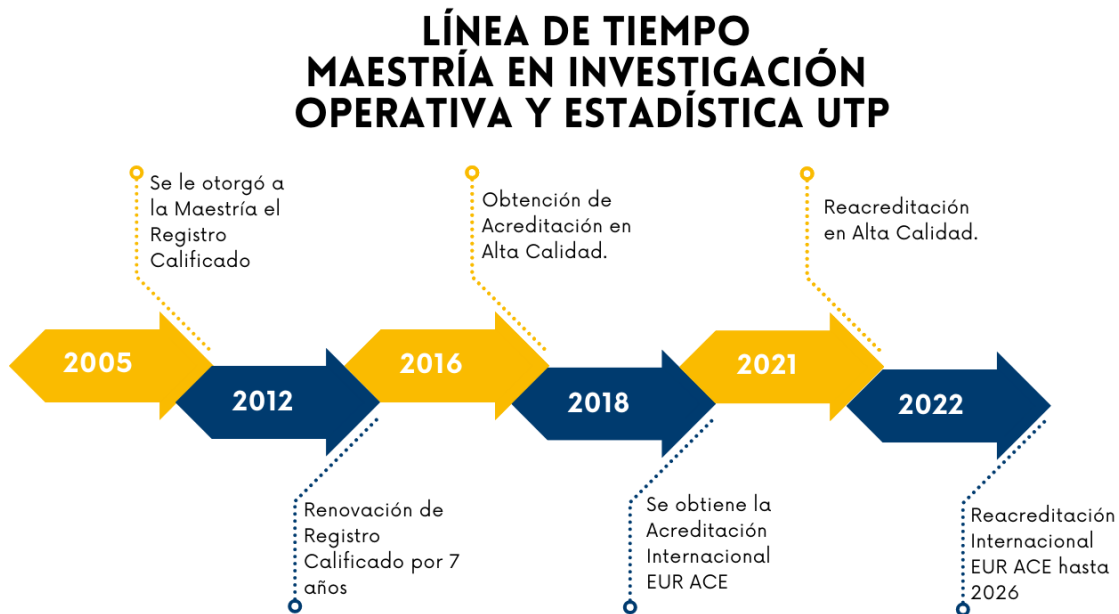 LÍNEA DE TIEMPO
MAESTRÍA EN INVESTIGACIÓN
OPERATIVA Y ESTADÍSTICA UTP
Se le otorgó a
la Maestría el
Registro
Calificado
Obtención de
Acreditación en
Alta Calidad.
Reacreditación
en Alta Calidad.
2005
2012
2016
2018
2021
2022
Renovación de
Registro
Calificado por 7
años
Se obtiene la
Acreditación
Internacional
EUR ACE
Reacreditación
Internacional
EUR ACE hasta
2026